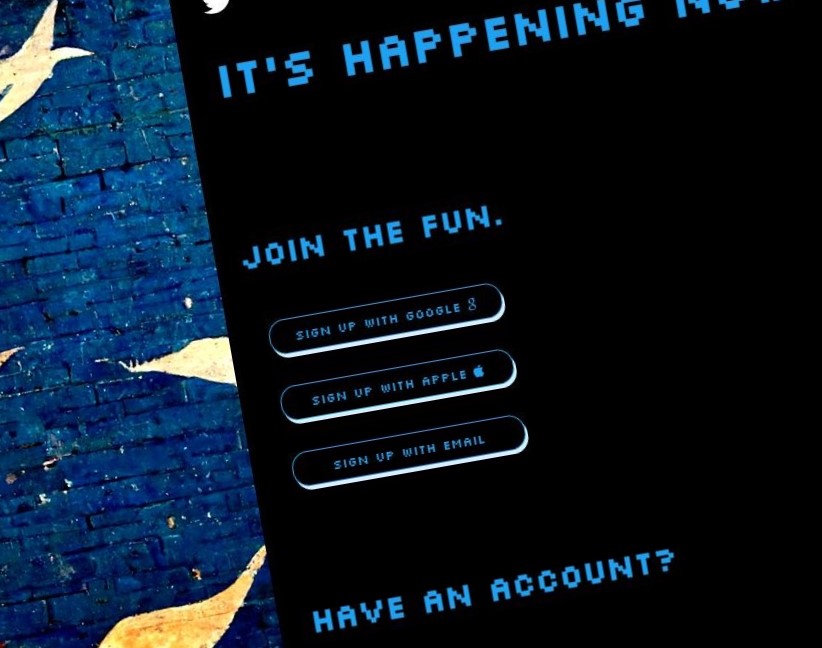 IT'S HAPPENING
JOIN THE FUN.
SIGN UP WITH GOOGLE
SIGN UP WITH APPLE
SIGN UP WITH EMAIL
HAVE AN ACCOUNT?